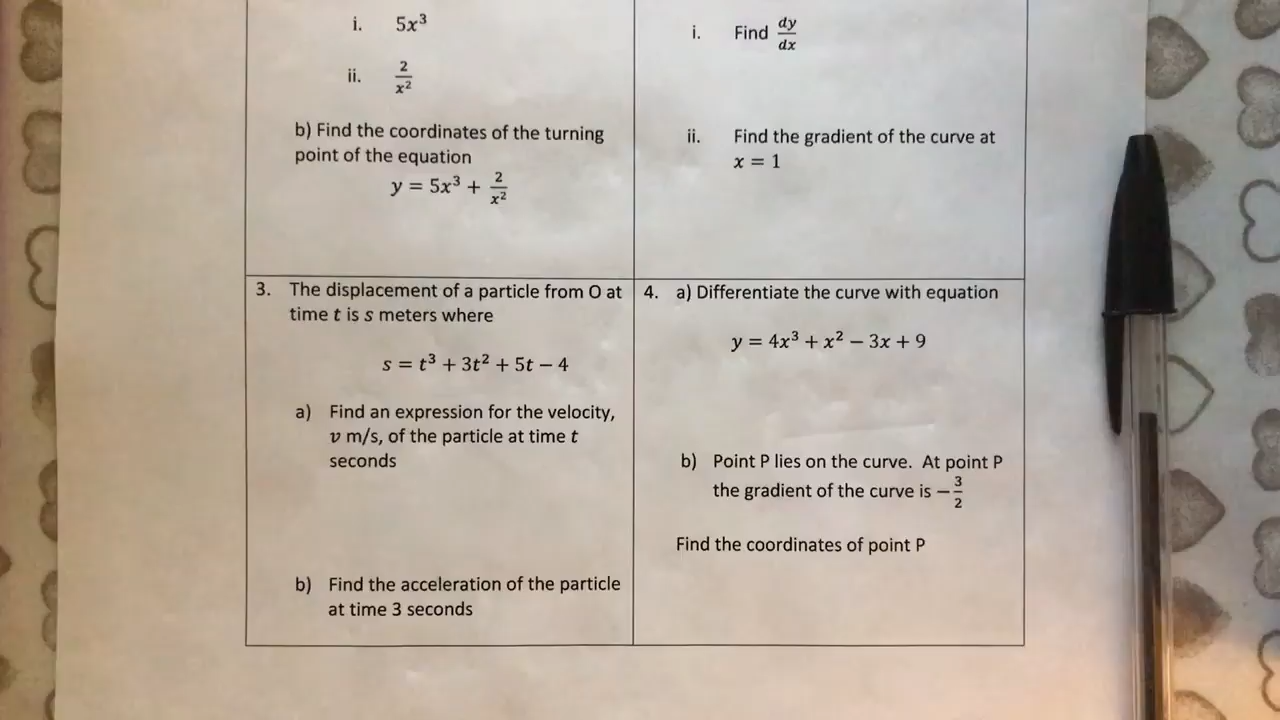 i. 5x³
ii. 2/x²
b) Find the coordinates of the turning
point of the equation
y = 5x³ + 2/x²
i. Find dy/dx
ii. Find the gradient of the curve at
x = 1
3. The displacement of a particle from O at
time t is s meters where
s = t³ + 3t² + 5t − 4
a) Find an expression for the velocity,
v m/s, of the particle at time t
seconds
b) Find the acceleration of the particle
at time 3 seconds
4. a) Differentiate the curve with equation
y = 4x³ + x² − 3x + 9
b) Point P lies on the curve. At point P
the gradient of the curve is −3/2
Find the coordinates of point P